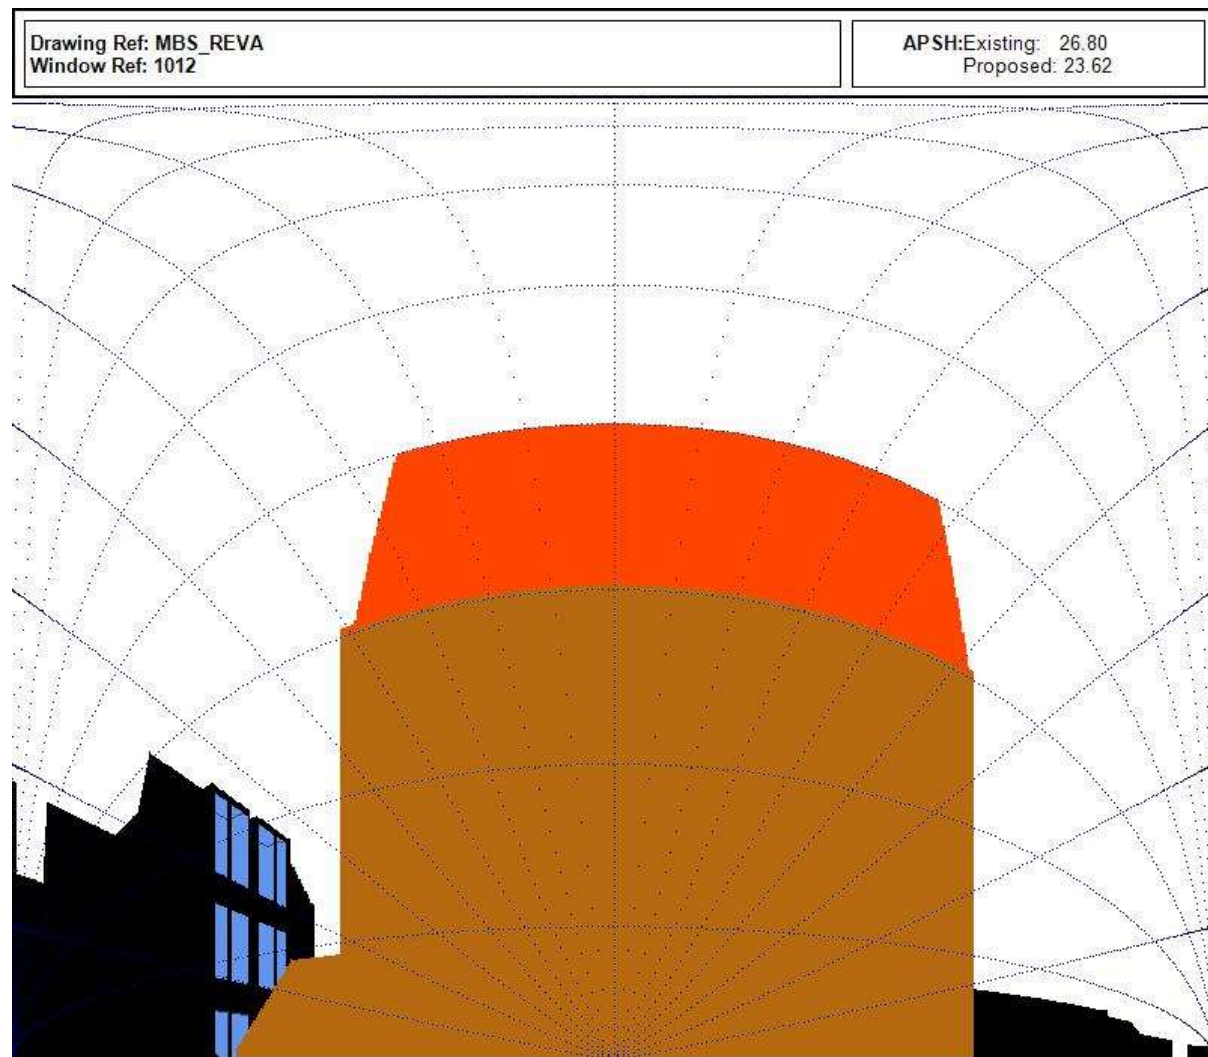 Drawing Ref: MBS_REVA
Window Ref: 1012
APSH:Existing: 26.80
Proposed: 23.62